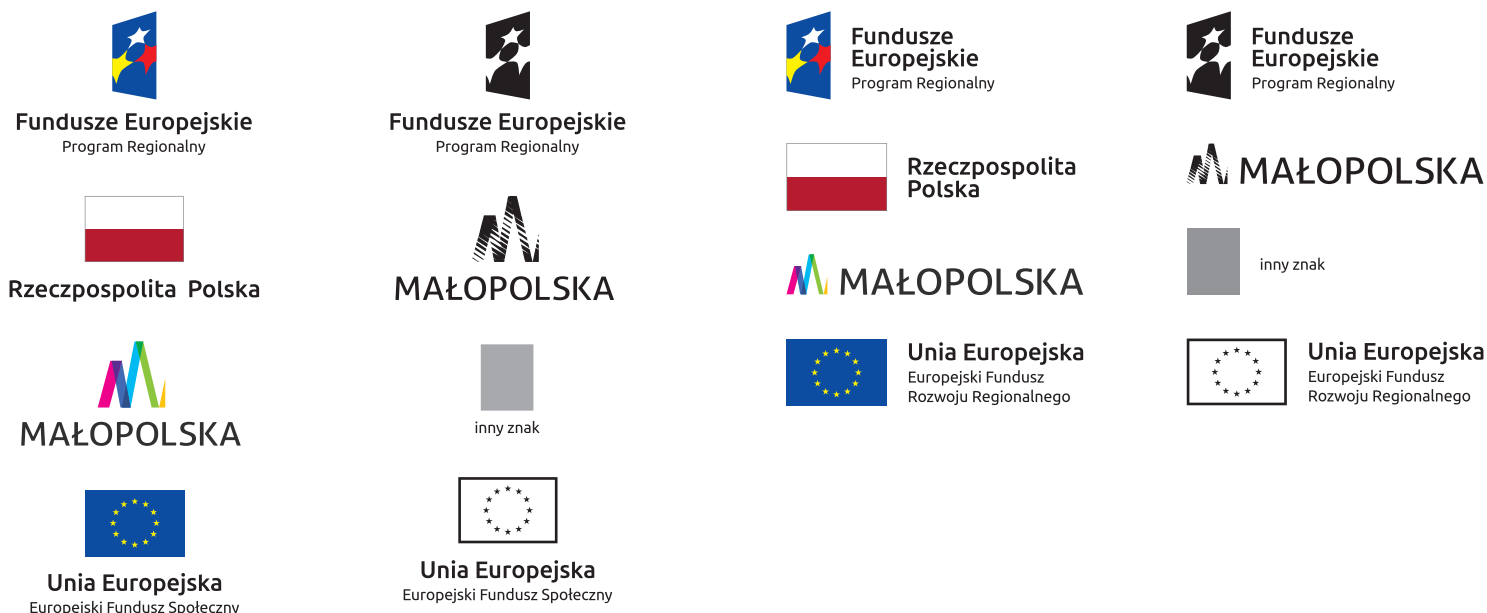 Fundusze Europejskie
Program Regionalny
Rzeczpospolita Polska
MAŁOPOLSKA
Unia Europejska
Europejski Fundusz Społeczny
Fundusze Europejskie
Program Regionalny
MAŁOPOLSKA
inny znak
Unia Europejska
Europejski Fundusz Społeczny
Fundusze
Europejskie
Program Regionalny
Rzeczpospolita
Polska
MAŁOPOLSKA
Unia Europejska
Europejski Fundusz
Rozwoju Regionalnego
Fundusze
Europejskie
Program Regionalny
MAŁOPOLSKA
inny znak
Unia Europejska
Europejski Fundusz
Rozwoju Regionalnego